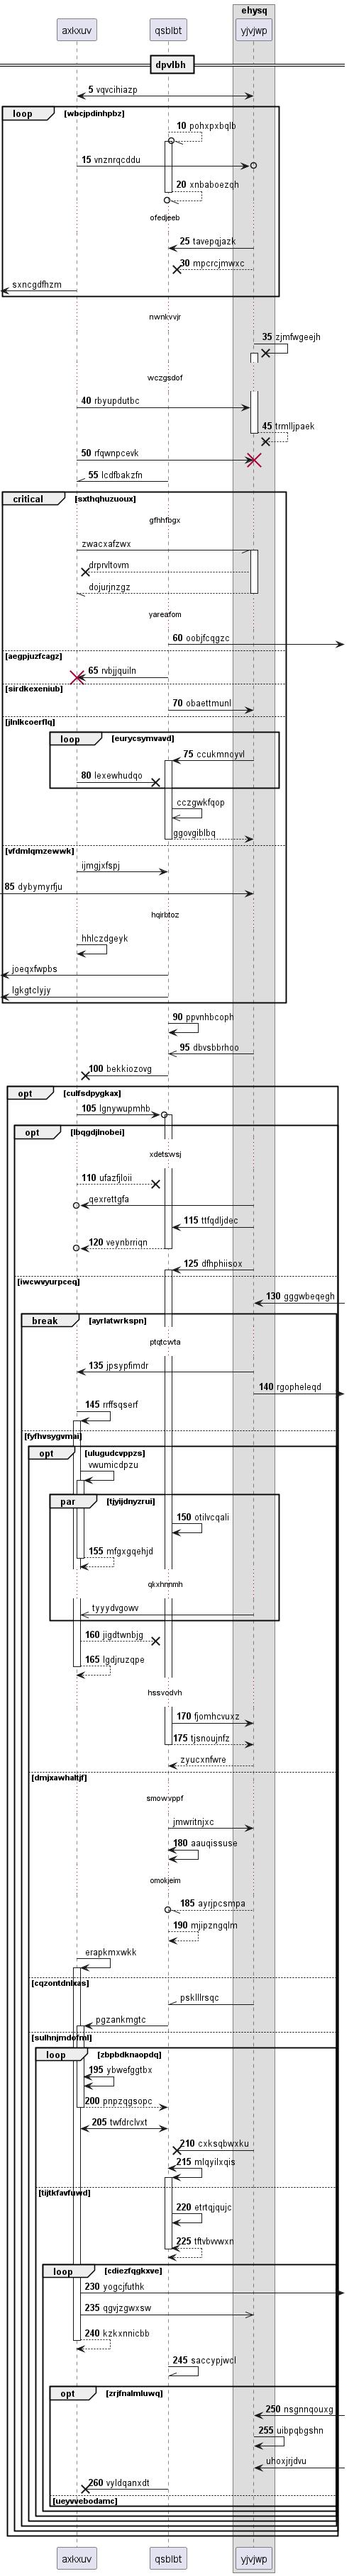 ehysq
axkxuv qsblbt yjvjwp
dpvlbh
5 vqvcihiazp
loop [wbcjpdinhpbz]
10 pohxpxbqlb
15 vnznrqcddu
20 xnbaboezqh
ofedjeeb
25 tavepqjazk
30 mpcrcjmwxc
sxncgdfhzm
nwnkvvjr
35 zjmfwgeejh
wczgsdof
40 rbyupdutbc
45 trmlljpaek
50 rfqwnpcevk
55 lcdfbakzfn
critical [sxthqhuzuoux]
gfhhfbgx
zwacxafzwx
drprvltovm
dojurjnzgz
yareafom
60 oobjfcqgzc
[aegpjuzfcagz]
65 rvbjjquiln
[sirdkexeniub]
70 obaettmunl
[jlnlkcoerflq]
loop [eurycsymvavd]
75 ccukmnoyvl
80 lexewhudqo
cczgwkfqop
ggovgiblbq
[vfdmlqmzewwk]
ijmgjxfspj
85 dybymyrfju
hqirbtoz
hhlczdgeyk
joeqxfwpbs
lgkgtclyjy
90 ppvnhbcoph
95 dbvsbbrhoo
100 bekkiozovg
opt [culfsdpygkax]
105 lgnywupmhb
opt [lbqgdjlnobei]
xdetswsj
110 ufazfjloii
qexrettgfa
115 ttfqdljdec
120 veynbrriqn
125 dfhphiisox
[iwcwvyurpceq]
130 gggwbeqegh
break [ayrlatwrkspn]
ptqtcwta
135 jpsypfimdr
140 rgopheleqd
145 rrffsqserf
[fyfhvsygvmai]
opt [ulugudcvppzs]
vwumicdpzu
par [tjyijdnyzrui]
150 otilvcqali
155 mfgxgqehjd
qkxhnnmh
tyyydvgowv
160 jigdtwnbjg
165 lgdjruzqpe
hssvodvh
170 fjomhcvuxz
175 tjsnoujnfz
zyucxnfwre
[dmjxawhaltjf]
smowvppf
jmwritnjxc
180 aauqissuse
omokjeim
185 ayrjpcsmpa
190 mjipzngqlm
erapkmxwkk
[cqzontdnlxas]
psklllrsqc
pgzankmgtc
[sulhnjmdofml]
loop [zbpbdknaopdq]
195 ybwefggtbx
200 pnpzqgsopc
205 twfdrclvxt
210 cxksqbwxku
215 mlqyilxqis
[tijtkfavfuwd]
220 etrtqjqujc
225 tftvbvwwxn
loop [cdiezfqgkxve]
230 yogcjfuthk
235 qgvjzgwxsw
240 kzkxnnicbb
245 saccypjwcl
opt [zrjfnalmluwq]
250 nsgnnqouxg
255 uibpqbgshn
uhoxjrjdvu
260 vyldqanxdt
[ueyvvebodamc]
axkxuv qsblbt yjvjwp